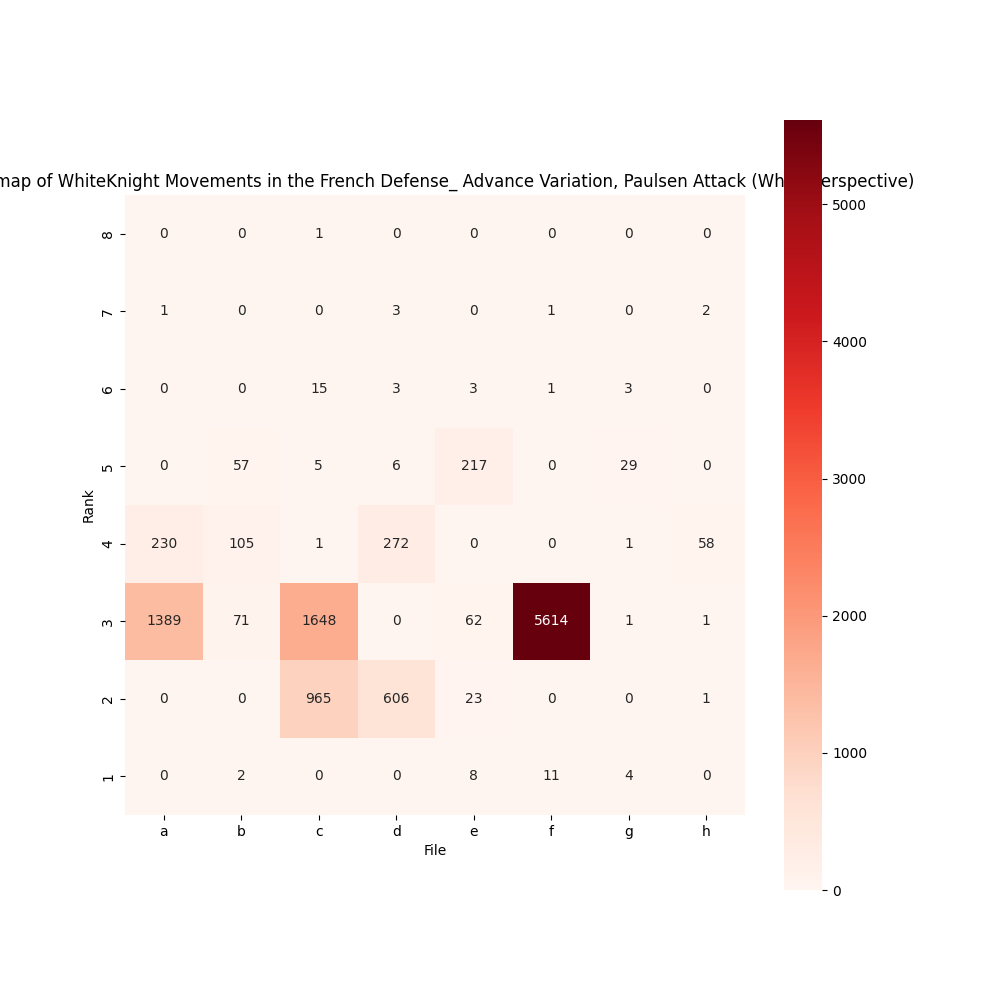 map of WhiteKnight Movements in the French Defense_ Advance Variation, Paulsen Attack (Wh erspective)
8 0 0 1 0 0 0 0 0
7 1 0 0 3 0 1 0 2
6 0 0 15 3 3 1 3 0
5 0 57 5 6 217 0 29 0
4 230 105 1 272 0 0 1 58
3 1389 71 1648 0 62 5614 1 1
2 0 0 965 606 23 0 0 1
1 0 2 0 0 8 11 4 0
a b c d e f g h
File
Rank
5000
4000
3000
2000
1000
0